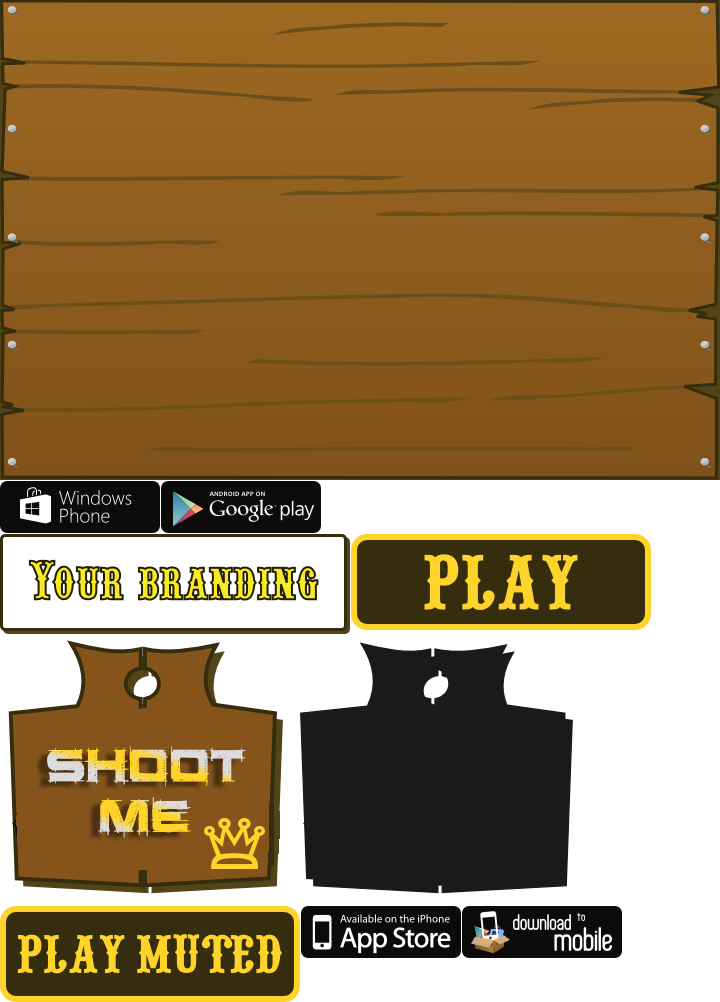 Windows
Phone
ANDROID APP ON
Google play
YOUR BRANDING
PLAY
SHOOT
ME
PLAY MUTED
Available on the iPhone
App Store
download to
mobile